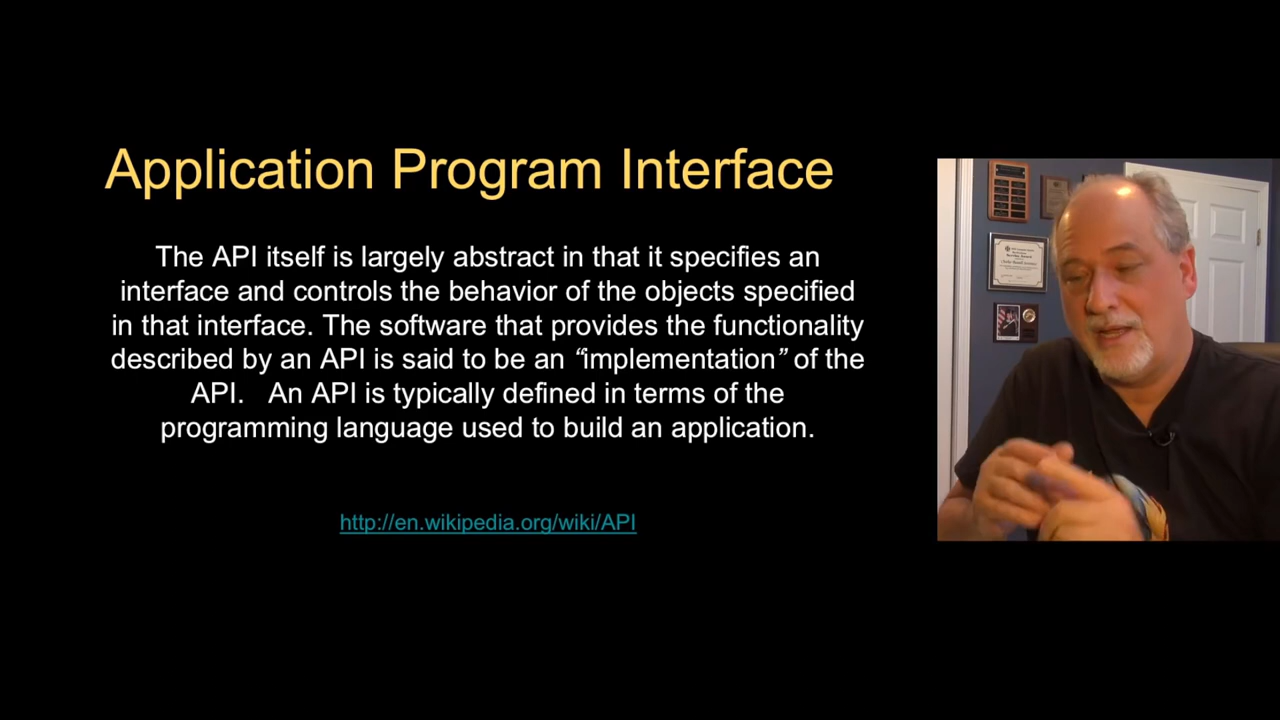 Application Program Interface
The API itself is largely abstract in that it specifies an
interface and controls the behavior of the objects specified
in that interface. The software that provides the functionality
described by an API is said to be an “implementation” of the
API.   An API is typically defined in terms of the
programming language used to build an application.
http://en.wikipedia.org/wiki/API